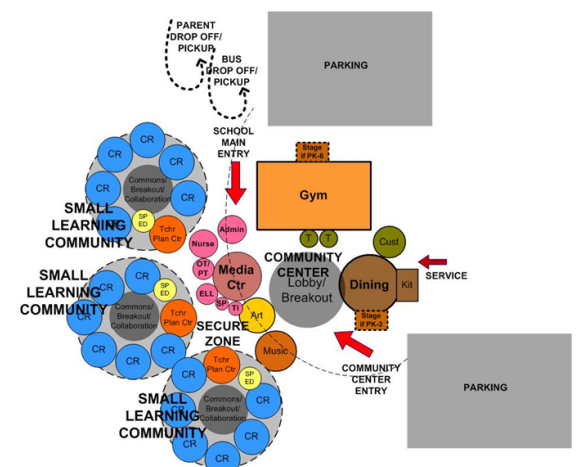 PARENT
DROP OFF/
PICKUP
BUS
DROP OFF/
PICKUP
PARKING
SCHOOL
MAIN
ENTRY
Stage
If PK-6
Gym
CR
CR
CR
CR
CR
CR
CR
Commons/
Breakout/
Collaboration
SP
ED
Tchr
Plan Ctr
SMALL
LEARNING
COMMUNITY
Admin
Nurse
OT/
PT
ELL
SP
TI
Media
Ctr
T
T
COMMUNITY
CENTER
Lobby/
Breakout
Cust
Dining
Kit
SERVICE
Stage
If PK-3
Art
Music
SECURE
ZONE
SMALL
LEARNING
COMMUNITY
CR
CR
CR
CR
CR
CR
Commons/
Breakout/
Collaboration
SP
ED
Tchr
Plan Ctr
COMMUNITY
CENTER
ENTRY
PARKING
Tchr
Plan Ctr
SP
ED
CR
CR
CR
CR
CR
CR
CR
Commons/
Breakout/
Collaboration
SMALL
LEARNING
COMMUNITY